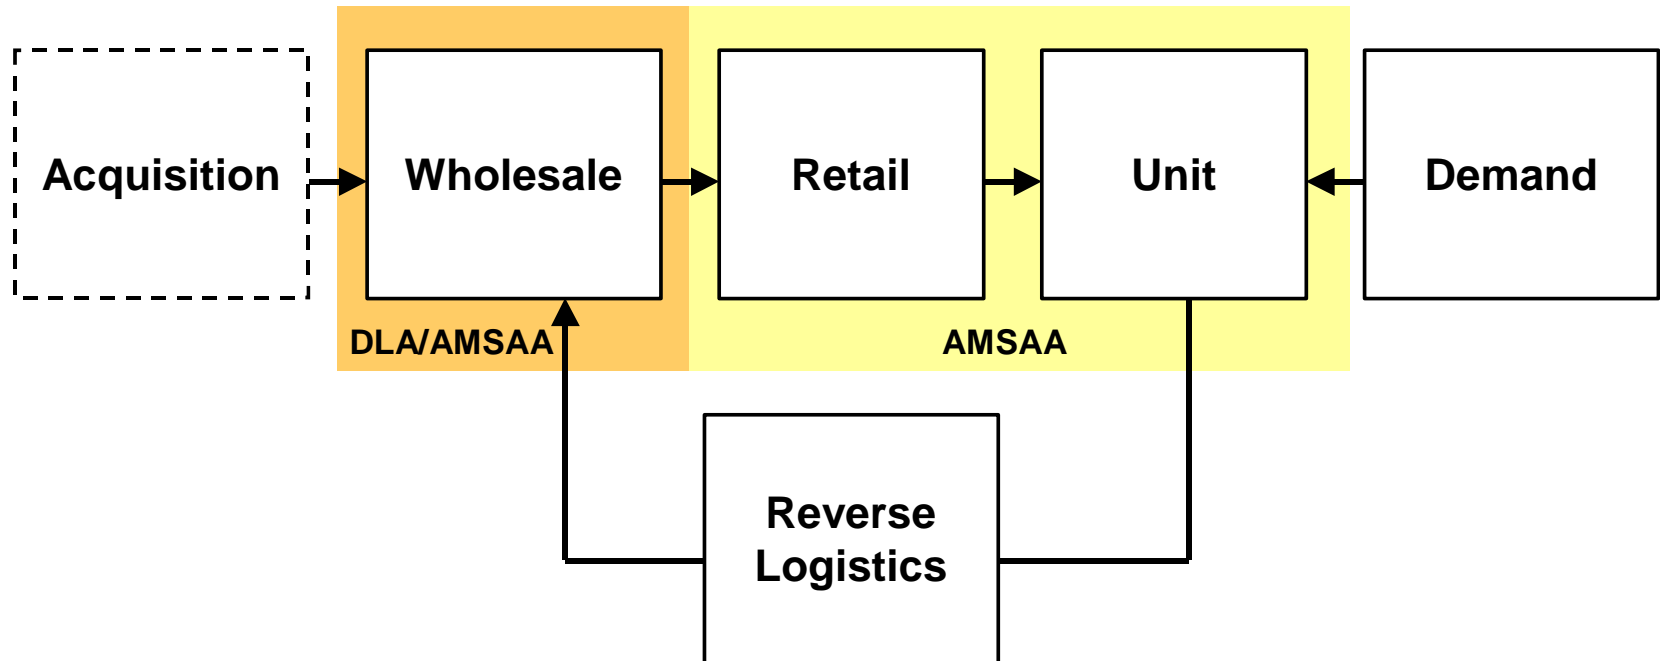 Acquisition
Wholesale
Retail
Unit
Demand
DLA/AMSAA
AMSAA
Reverse
Logistics